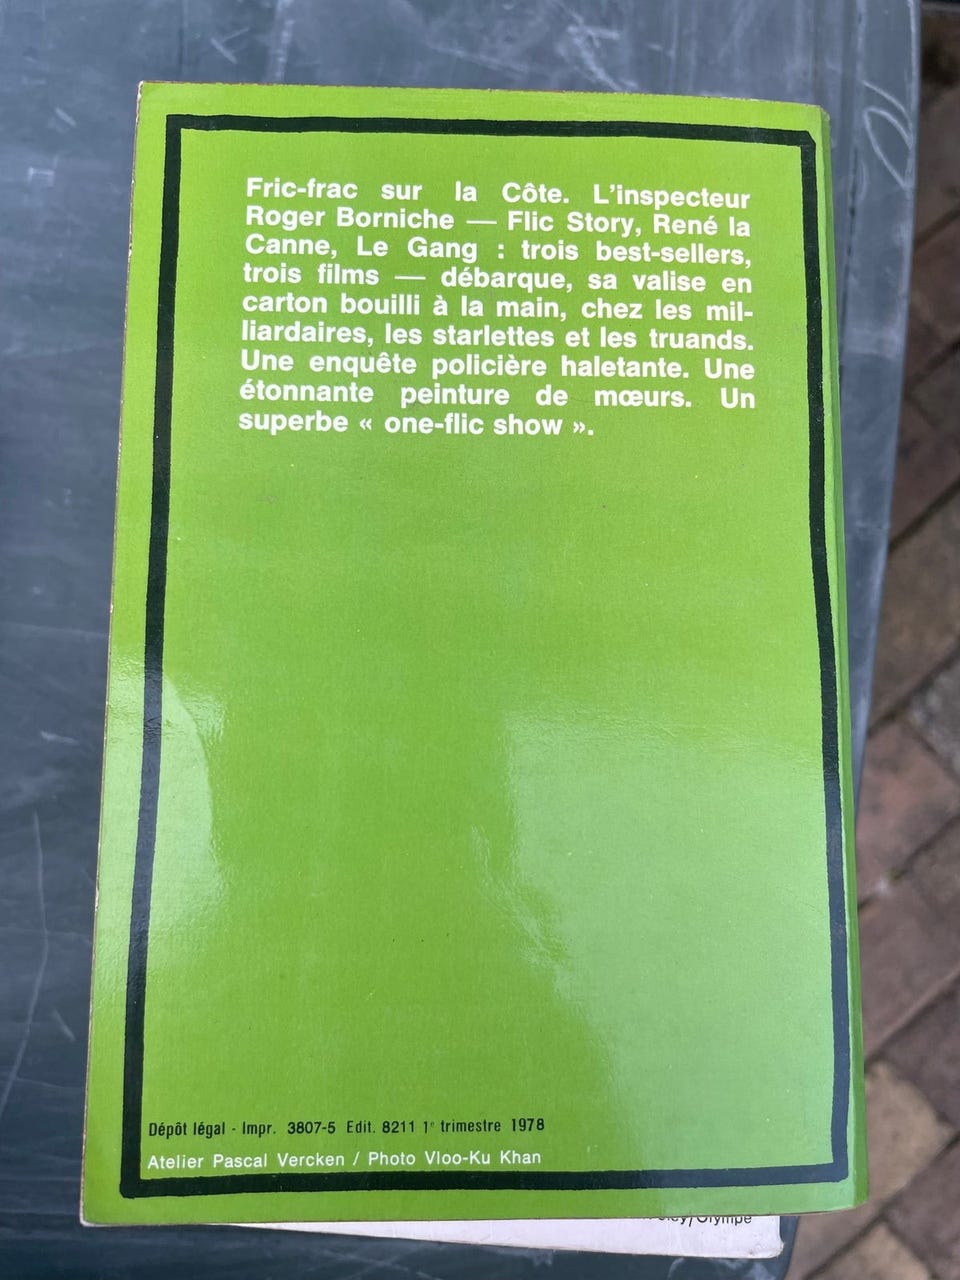 Fric-frac sur la Côte. L'inspecteur
Roger Borniche — Flic Story, René la
Canne, Le Gang : trois best-sellers,
trois films — débarque, sa valise en
carton bouilli à la main, chez les mil-
liardaires, les starlettes et les truands.
Une enquête policière haletante. Une
étonnante peinture de mœurs. Un
superbe « one-flic show ».
Dépôt légal - Impr. 3807-5 Edit. 8211 1e trimestre 1978
Atelier Pascal Vercken / Photo Vloo-Ku Khan
/Olympe